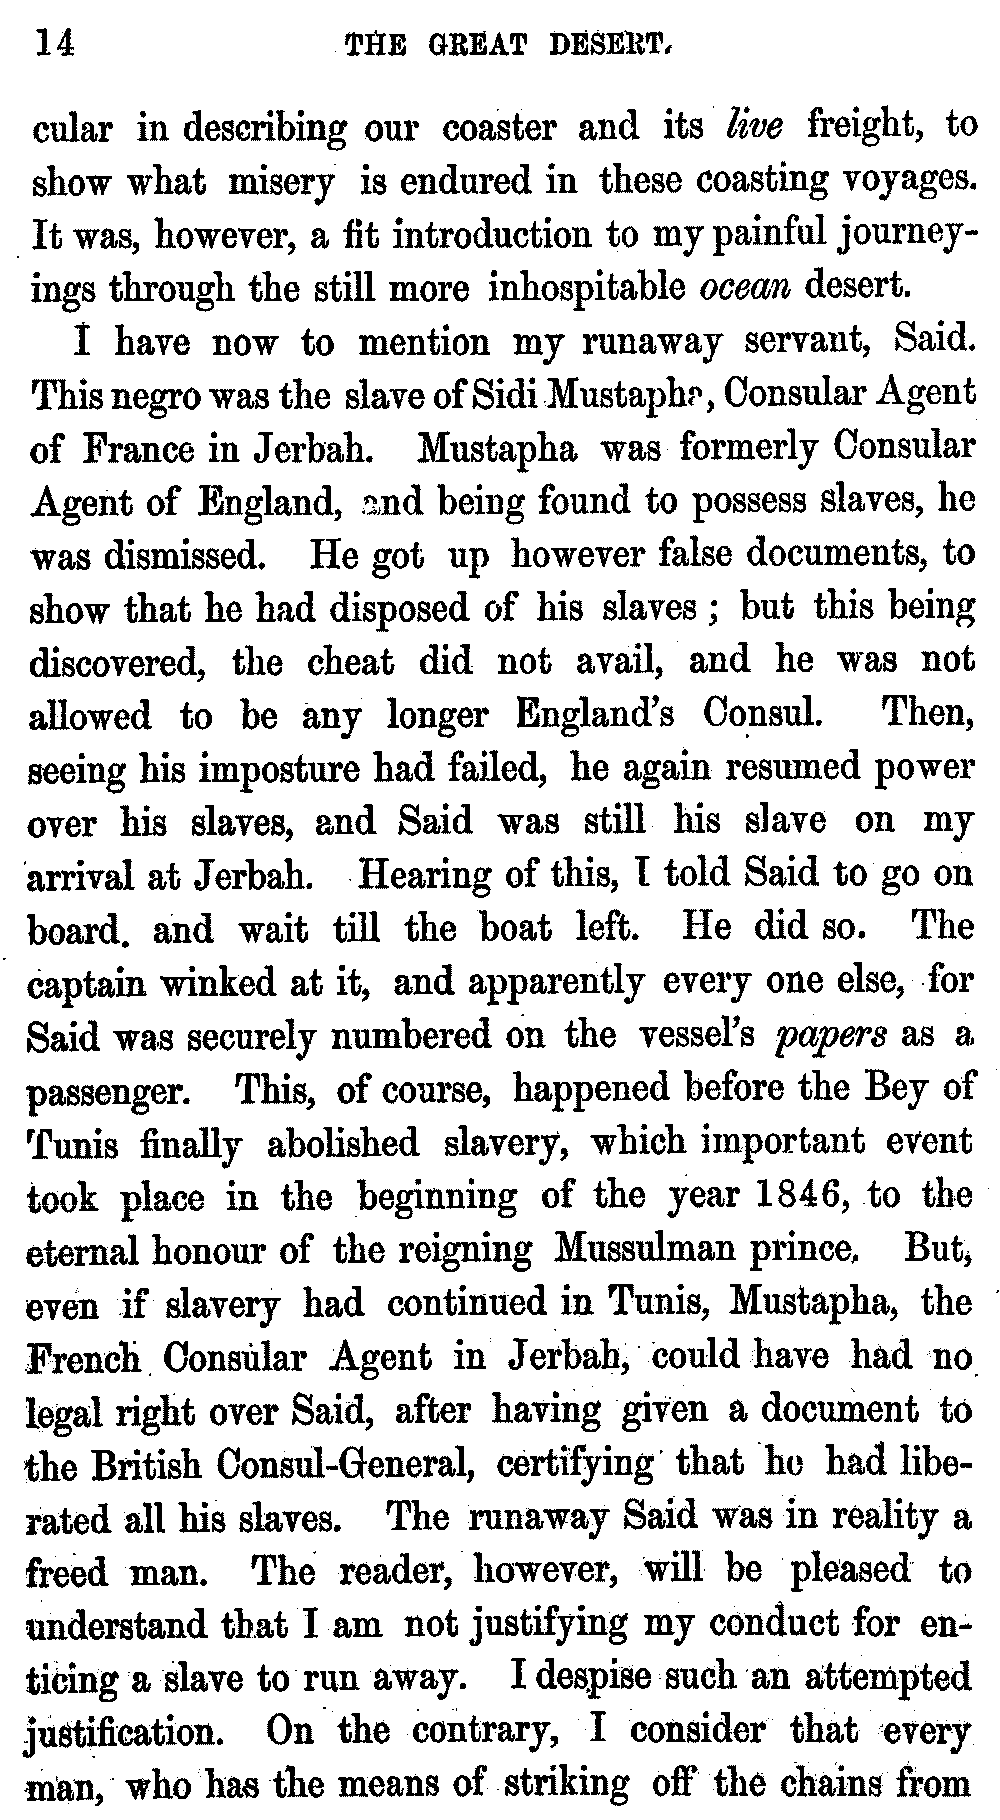 14 THE GREAT DESERT.
cular in describing our coaster and its live freight, to
show what misery is endured in these coasting voyages.
It was, however, a fit introduction to my painful journey-
ings through the still more inhospitable ocean desert.
I have now to mention my runaway servant, Said.
This negro was the slave of Sidi Mustapha, Consular Agent
of France in Jerbah. Mustapha was formerly Consular
Agent of England, and being found to possess slaves, he
was dismissed. He got up however false documents, to
show that he had disposed of his slaves ; but this being
discovered, the cheat did not avail, and he was not
allowed to be any longer England's Consul. Then,
seeing his imposture had failed, he again resumed power
over his slaves, and Said was still his slave on my
arrival at Jerbah. Hearing of this, I told Said to go on
board. and wait till the boat left. He did so. The
captain winked at it, and apparently every one else, for
Said was securely numbered on the vessel's papers as a
passenger. This, of course, happened before the Bey of
Tunis finally abolished slavery, which important event
took place in the beginning of the year 1846, to the
eternal honour of the reigning Mussulman prince. But,
even if slavery had continued in Tunis, Mustapha, the
French Consular Agent in Jerbah, could have had no
legal right over Said, after having given a document to
the British Consul-General, certifying that he had libe-
rated all his slaves. The runaway Said was in reality a
freed man. The reader, however, will be pleased to
understand that I am not justifying my conduct for en-
ticing a slave to run away. I despise such an attempted
justification. On the contrary, I consider that every
man, who has the means of striking off the chains from